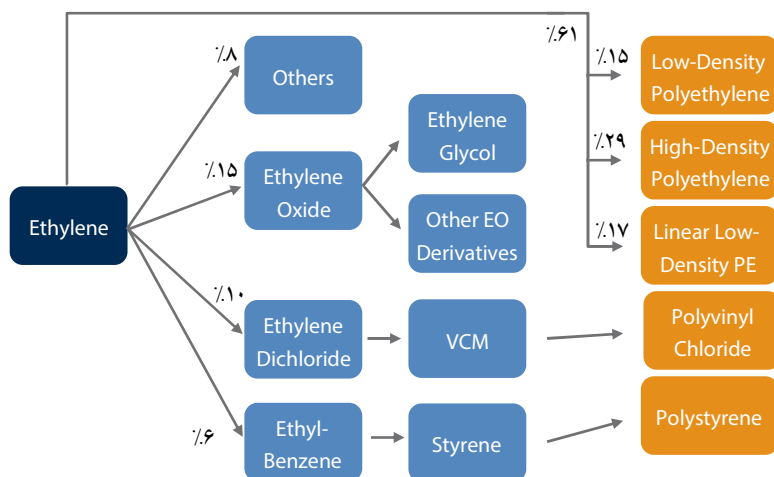 ٪۶۱
٪۸
Others
٪۱۵
Low-Density
Polyethylene
Ethylene
Glycol
٪۲۹
High-Density
Polyethylene
٪۱۵
Ethylene
Oxide
Ethylene
Other EO
Derivatives
٪۱۷
Linear Low-
Density PE
٪۱۰
Ethylene
Dichloride
VCM
Polyvinyl
Chloride
٪۶
Ethyl-
Benzene
Styrene
Polystyrene